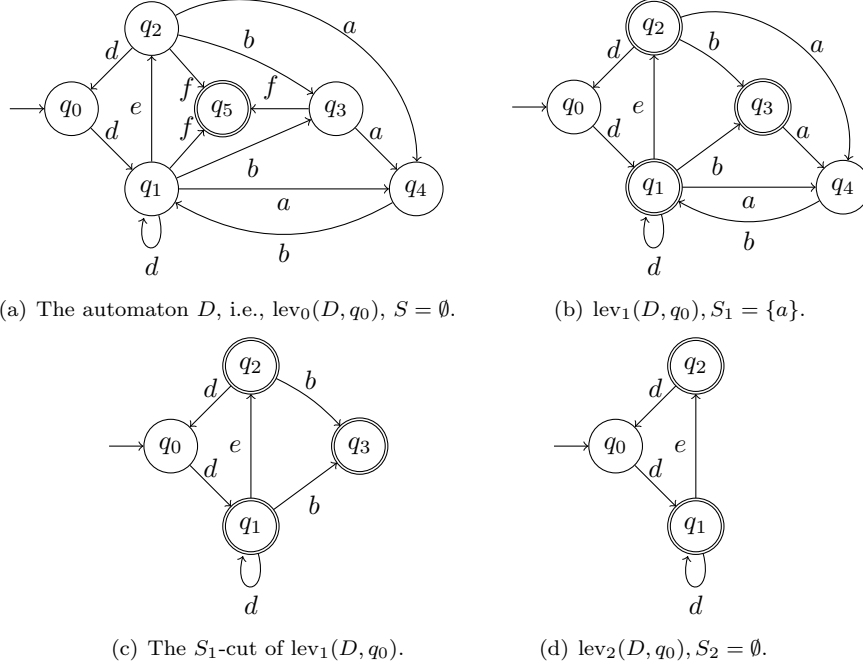 q₂
a
b
d
f
f
q₀
e
q₅
q₃
d
f
a
b
q₁
q₄
a
d
b
(a) The automaton D, i.e., lev₀(D, q₀), S = ∅.
q₂
a
b
d
q₀
e
q₃
d
a
b
q₁
q₄
a
d
b
(b) lev₁(D, q₀), S₁ = {a}.
q₂
b
d
q₀
e
q₃
d
b
q₁
d
(c) The S₁-cut of lev₁(D, q₀).
q₂
d
q₀
e
d
q₁
d
(d) lev₂(D, q₀), S₂ = ∅.